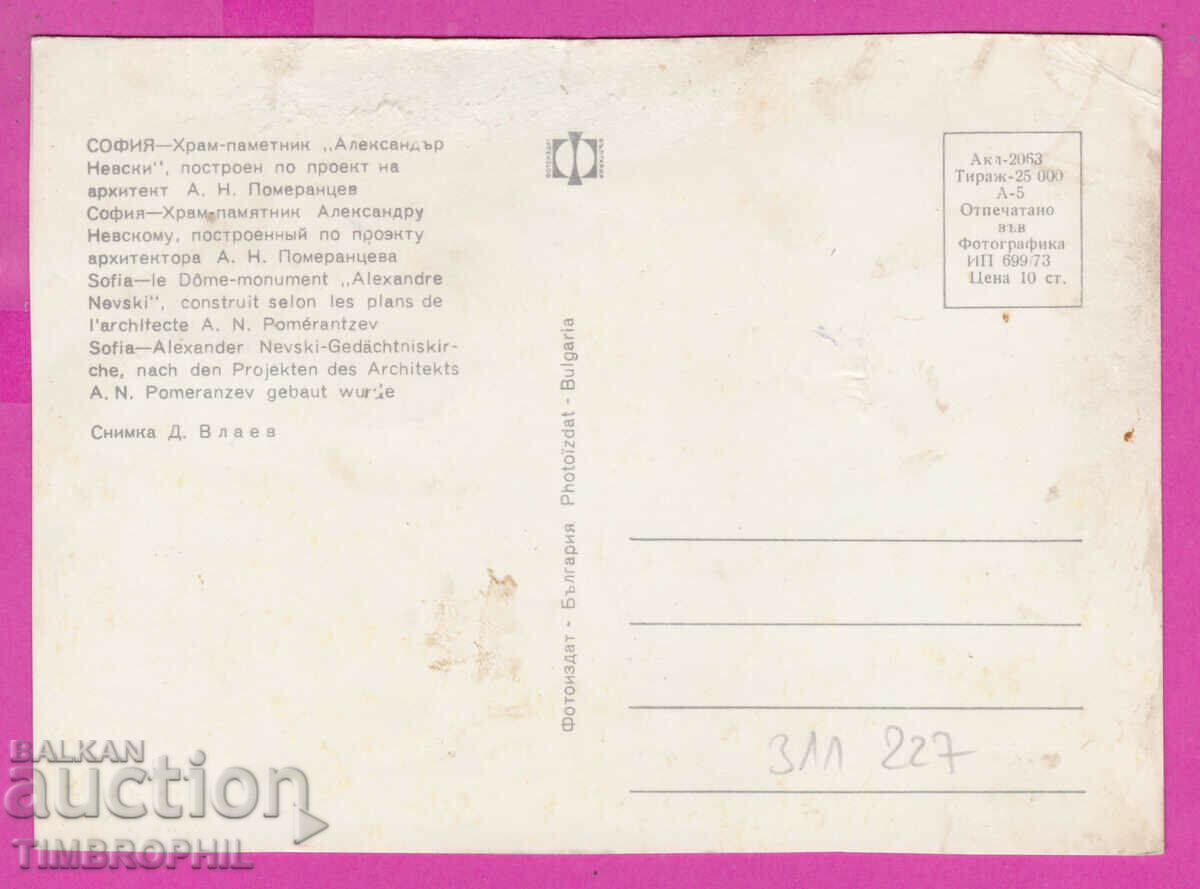 СОФИЯ—Храм-паметник „Александър
Невски", построен по проект на
архитект А. Н. Померанцев
София—Храм-памятник Александру
Невскому, построенный по проэкту
архитектора А. Н. Померанцева
Sofia—le Dôme-monument „Alexandre
Nevski", construit selon les plans de
l'architecte A. N. Pomérantzev
Sofia—Alexander Nevski-Gedächtniskir-
che, nach den Projekten des Architekts
A. N. Pomeranzev gebaut wurde
Снимка Д. Влаев
Фотоиздат - България Photoïzdat - Bulgaria
Акл-2063
Тираж-25 000
А-5
Отпечатано
във
Фотографика
ИП 699/73
Цена 10 ст.
311 227
BALKAN
auction
TIMBROPHIL